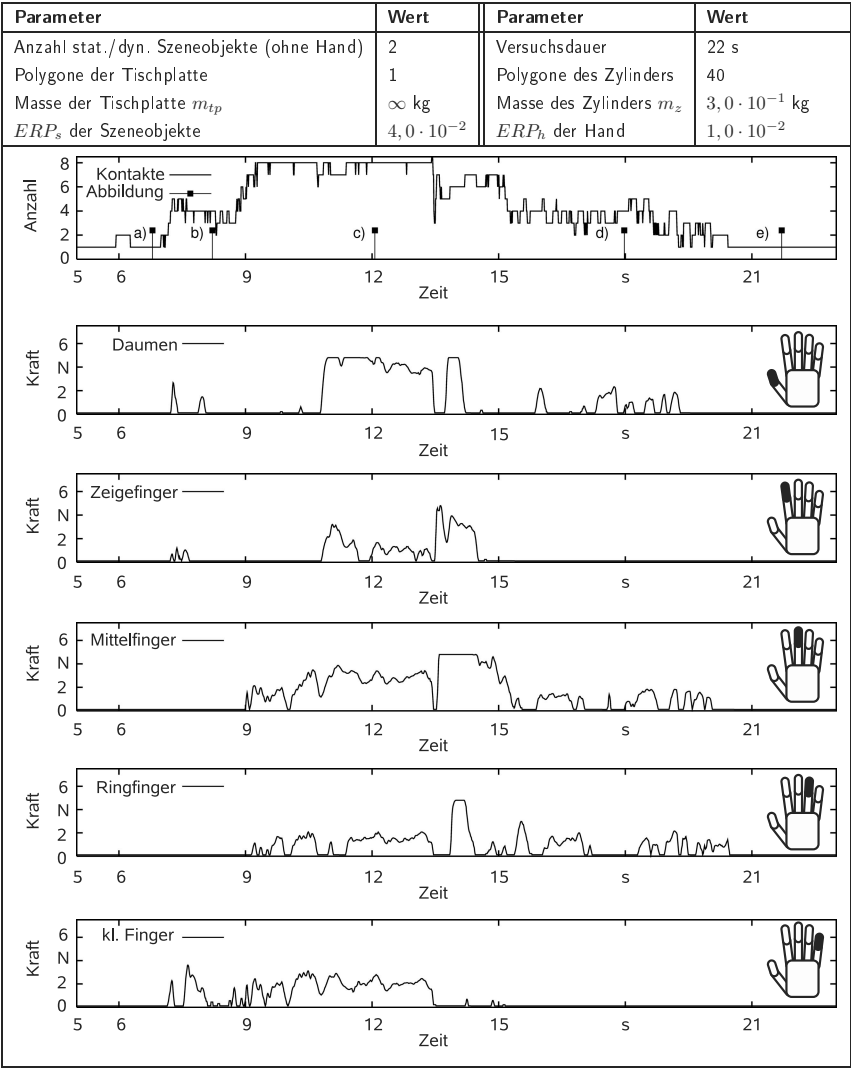 Parameter Wert Parameter Wert
Anzahl stat./dyn. Szeneobjekte (ohne Hand) 2 Versuchsdauer 22 s
Polygone der Tischplatte 1 Polygone des Zylinders 40
Masse der Tischplatte m_tp ∞ kg Masse des Zylinders m_z 3,0 · 10⁻¹ kg
ERP_s der Szeneobjekte 4,0 · 10⁻² ERP_h der Hand 1,0 · 10⁻²
8
Kontakte
6
Abbildung
Anzahl
4
a) b) c) d) e)
2
0
5 6 9 12 15 s 21
Zeit
6
Daumen
N
Kraft
2
0
5 6 9 12 15 s 21
Zeit
6
Zeigefinger
N
Kraft
2
0
5 6 9 12 15 s 21
Zeit
6
Mittelfinger
N
Kraft
2
0
5 6 9 12 15 s 21
Zeit
6
Ringfinger
N
Kraft
2
0
5 6 9 12 15 s 21
Zeit
6
kl. Finger
N
Kraft
2
0
5 6 9 12 15 s 21
Zeit